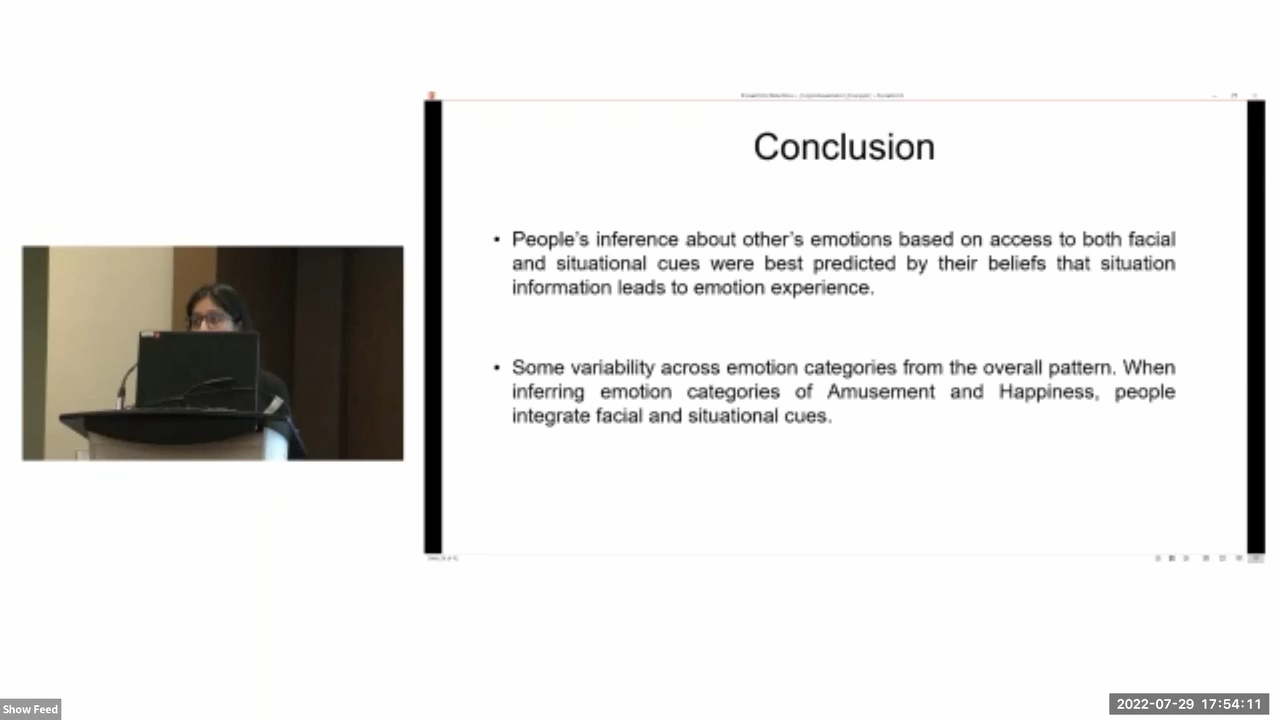 Conclusion
• People's inference about other's emotions based on access to both facial
and situational cues were best predicted by their beliefs that situation
information leads to emotion experience.
• Some variability across emotion categories from the overall pattern. When
inferring emotion categories of Amusement and Happiness, people
integrate facial and situational cues.
Show Feed
2022-07-29 17:54:11